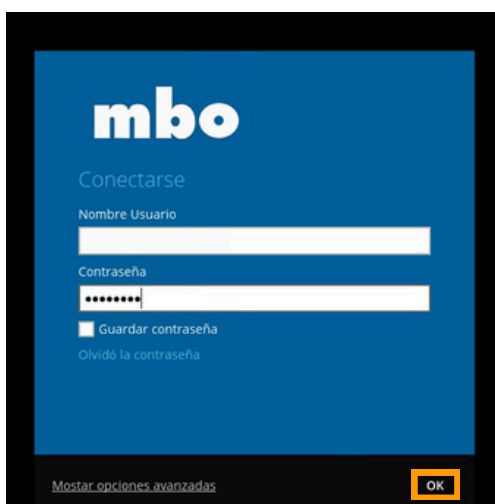 mbo
Conectarse
Nombre Usuario
Contraseña
••••••••
Guardar contraseña
Olvidó la contraseña
Mostar opciones avanzadas
OK